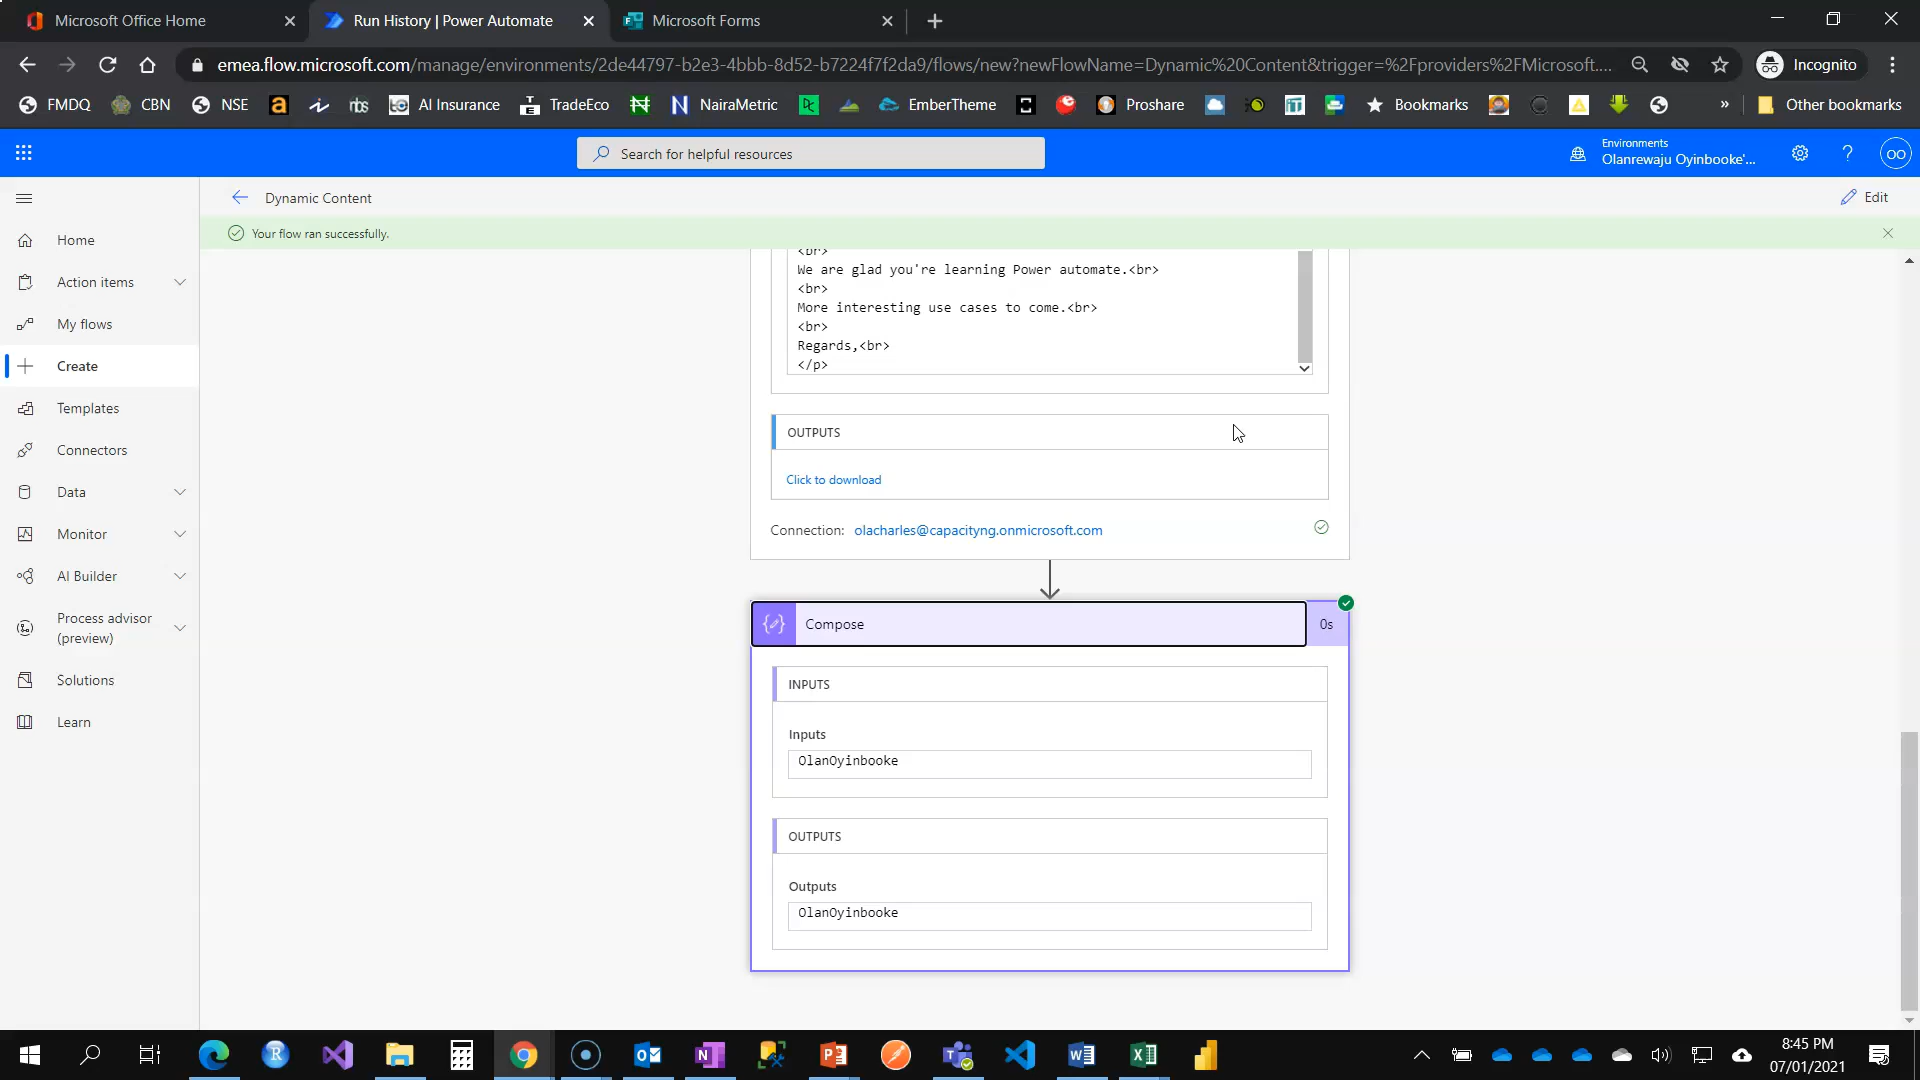 Microsoft Office Home
Run History | Power Automate
Microsoft Forms
emea.flow.microsoft.com/manage/environments/2de44797-b2e3-4bbb-8d52-b7224f7f2da9/flows/new?newFlowName=Dynamic%20Content&trigger=%2Fproviders%2FMicrosoft....
Incognito
FMDQ
CBN
NSE
AI Insurance
TradeEco
NairaMetric
EmberTheme
Proshare
Bookmarks
»
Other bookmarks
Search for helpful resources
Environments
Olanrewaju Oyinbooke'...
?
OO
Dynamic Content
Edit
Your flow ran successfully.
Home
Action items
My flows
Create
Templates
Connectors
Data
Monitor
AI Builder
Process advisor
(preview)
Solutions
Learn
<br>
We are glad you're learning Power automate.<br>
<br>
More interesting use cases to come.<br>
<br>
Regards,<br>
</p>
OUTPUTS
Click to download
Connection: olacharles@capacityng.onmicrosoft.com
Compose
0s
INPUTS
Inputs
OlanOyinbooke
OUTPUTS
Outputs
OlanOyinbooke
8:45 PM
07/01/2021